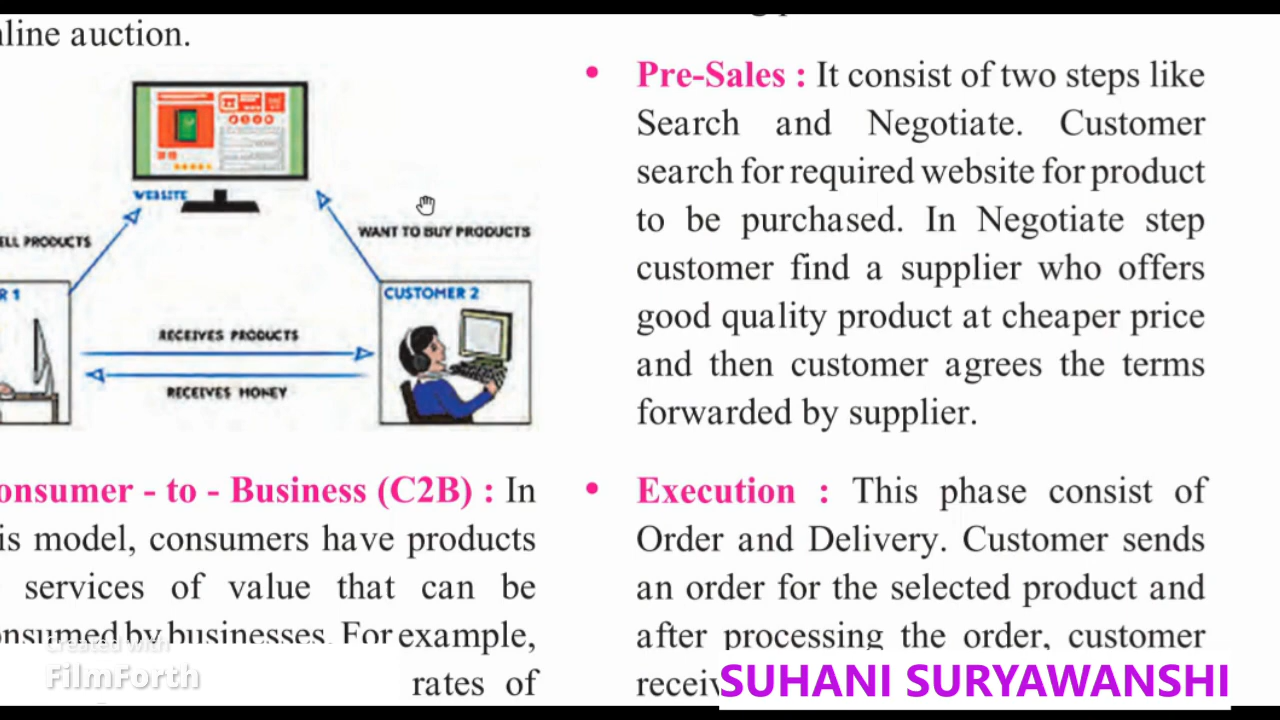 nline auction.
WEBSITE
ELL PRODUCTS
WANT TO BUY PRODUCTS
R 1
CUSTOMER 2
RECEIVES PRODUCTS
RECEIVES MONEY
onsumer - to - Business (C2B) : In
is model, consumers have products
services of value that can be
onsumed by businesses. For example,
rates of
• Pre-Sales : It consist of two steps like
Search and Negotiate. Customer
search for required website for product
to be purchased. In Negotiate step
customer find a supplier who offers
good quality product at cheaper price
and then customer agrees the terms
forwarded by supplier.
• Execution : This phase consist of
Order and Delivery. Customer sends
an order for the selected product and
after processing the order, customer
receiv
Created with
FilmForth
SUHANI SURYAWANSHI